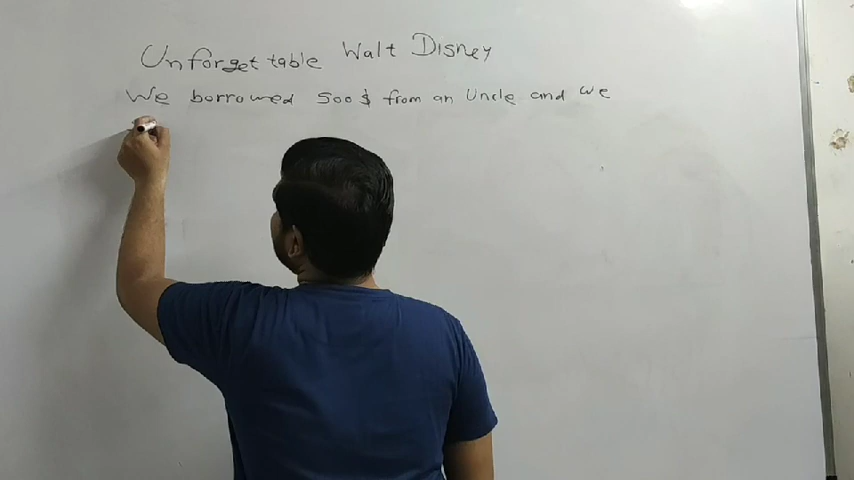 Unforgettable Walt Disney
We borrowed 500$ from an Uncle and we